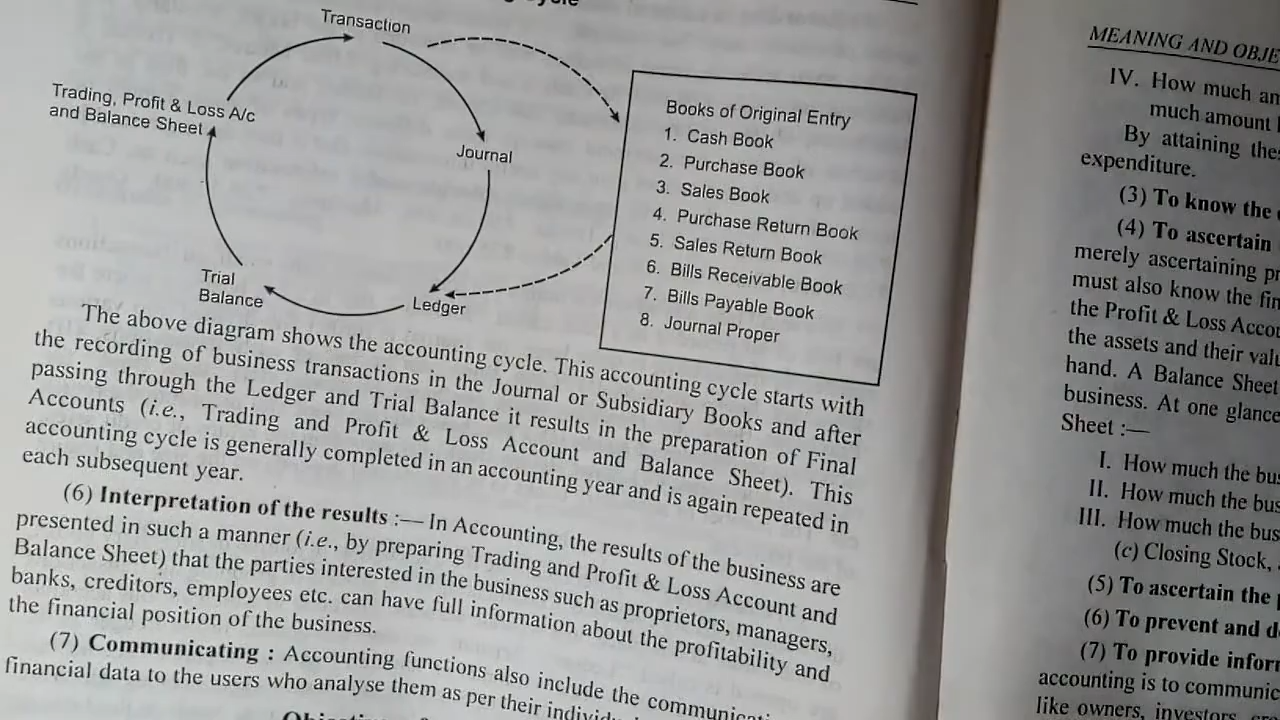 Cycle
Transaction
Trading, Profit & Loss A/c
and Balance Sheet
Journal
Trial
Balance
Ledger
Books of Original Entry
1. Cash Book
2. Purchase Book
3. Sales Book
4. Purchase Return Book
5. Sales Return Book
6. Bills Receivable Book
7. Bills Payable Book
8. Journal Proper
The above diagram shows the accounting cycle. This accounting cycle starts with
the recording of business transactions in the Journal or Subsidiary Books and after
passing through the Ledger and Trial Balance it results in the preparation of Final
Accounts (i.e., Trading and Profit & Loss Account and Balance Sheet). This
accounting cycle is generally completed in an accounting year and is again repeated in
each subsequent year.
(6) Interpretation of the results :— In Accounting, the results of the business are
presented in such a manner (i.e., by preparing Trading and Profit & Loss Account and
Balance Sheet) that the parties interested in the business such as proprietors, managers,
banks, creditors, employees etc. can have full information about the profitability and
the financial position of the business.
(7) Communicating : Accounting functions also include the
financial data to the users who analyse them as per their
MEANING AND
IV. How much
much amount
By attaining
expenditure.
(3) To know the
(4) To ascertain
merely ascertaining
must also know the
the Profit & Loss
the assets and their
hand. A Balance Sheet
business. At one glance
Sheet :—
I. How much the
II. How much the
III. How much the
(c) Closing Stock,
(5) To ascertain the
(6) To prevent and
(7) To provide
accounting is to
like owners, investors,